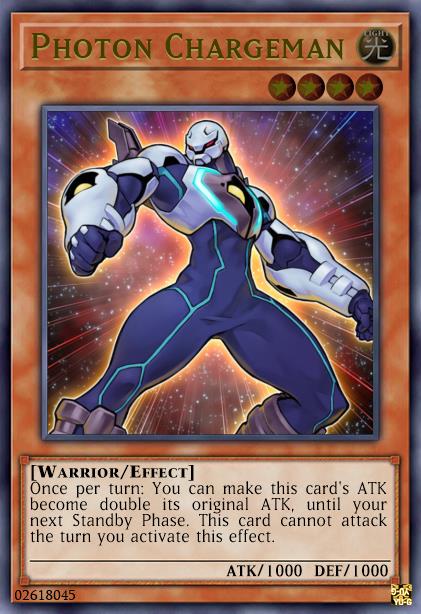 PHOTON CHARGEMAN
LIGHT
光
[WARRIOR/EFFECT]
Once per turn: You can make this card's ATK
become double its original ATK, until your
next Standby Phase. This card cannot attack
the turn you activate this effect.
ATK/1000 DEF/1000
02618045